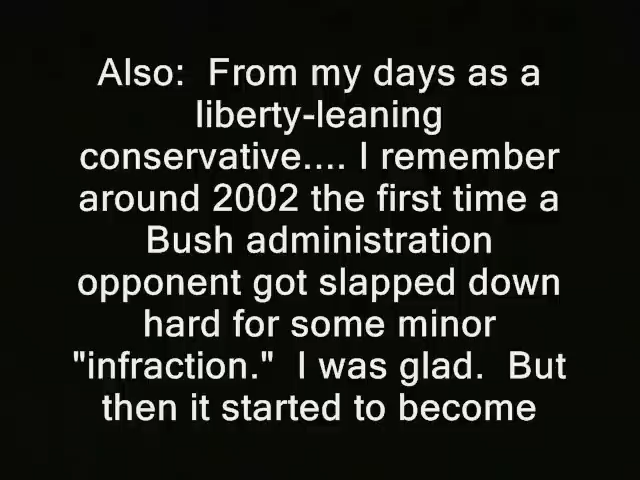 Also:  From my days as a
liberty-leaning
conservative.... I remember
around 2002 the first time a
Bush administration
opponent got slapped down
hard for some minor
"infraction."  I was glad.  But
then it started to become